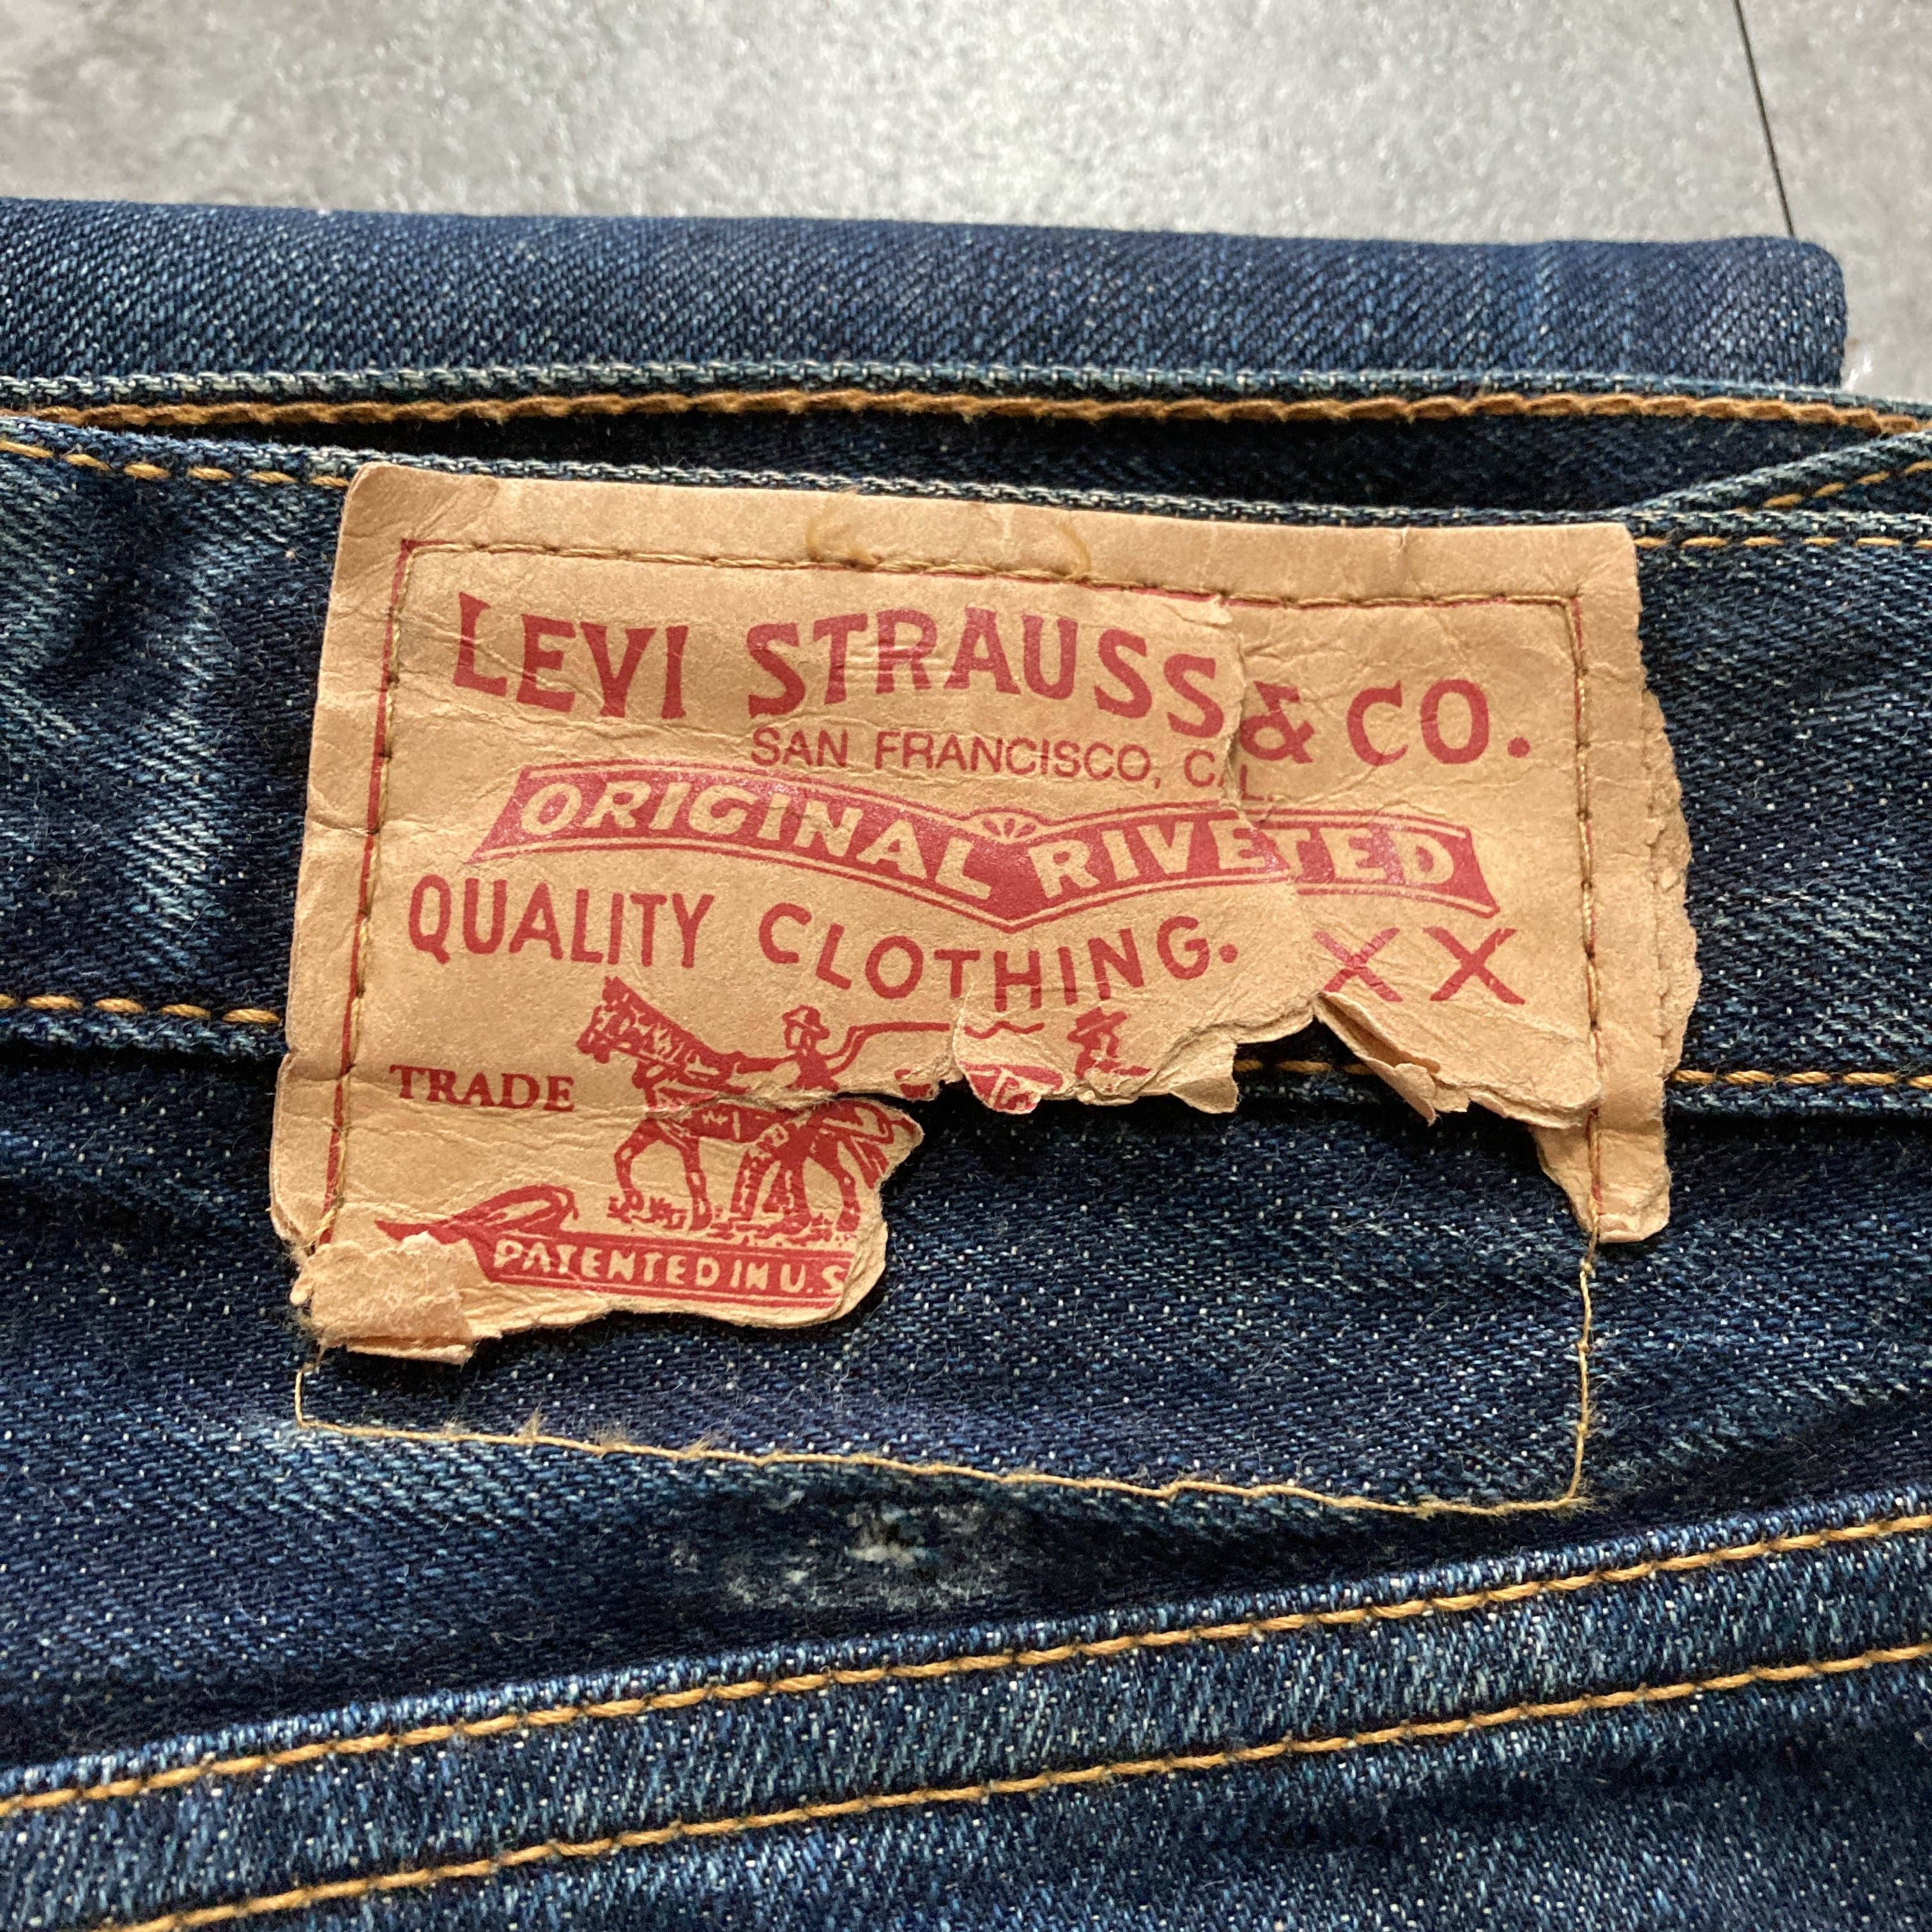 LEVI STRAUSS & CO.
SAN FRANCISCO, CAL.
ORIGINAL RIVETED
QUALITY CLOTHING. XX
TRADE
PATENTED IN U.S